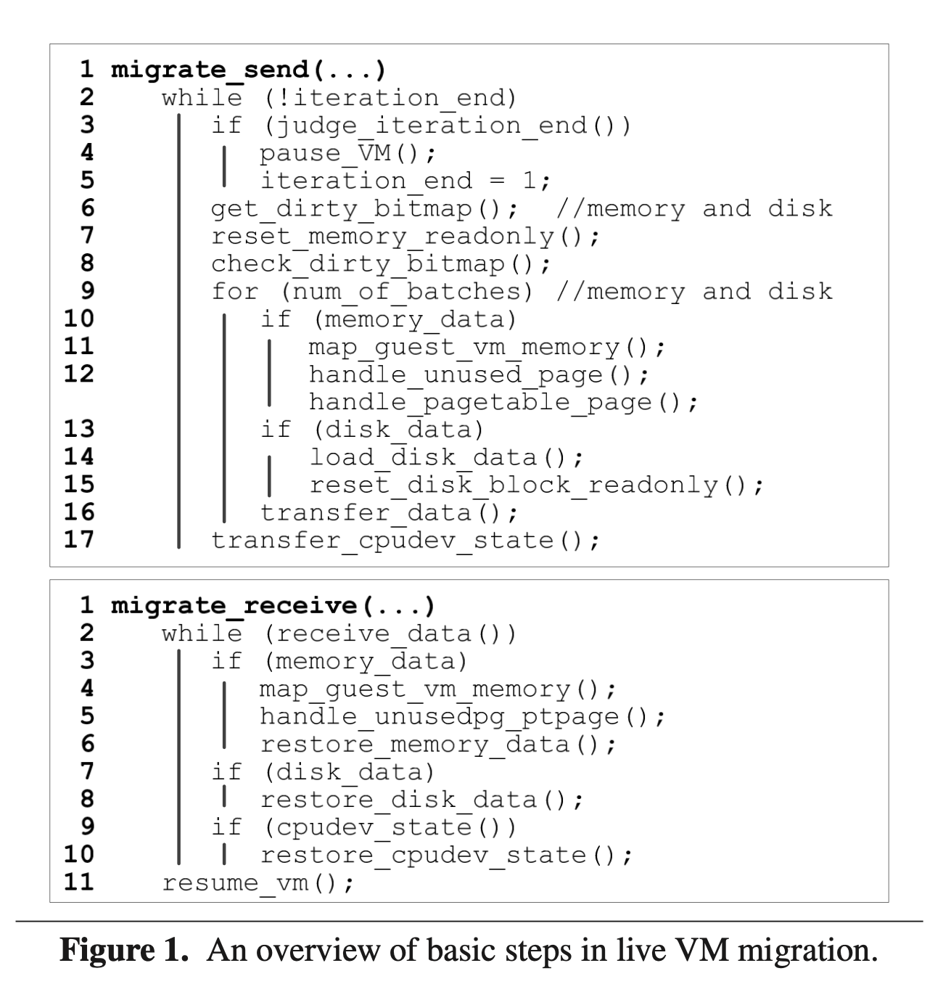 1 migrate_send(...)
2 while (!iteration_end)
3 if (judge_iteration_end())
4 pause_VM();
5 iteration_end = 1;
6 get_dirty_bitmap(); //memory and disk
7 reset_memory_readonly();
8 check_dirty_bitmap();
9 for (num_of_batches) //memory and disk
10 if (memory_data)
11 map_guest_vm_memory();
12 handle_unused_page();
handle_pagetable_page();
13 if (disk_data)
14 load_disk_data();
15 reset_disk_block_readonly();
16 transfer_data();
17 transfer_cpudev_state();
1 migrate_receive(...)
2 while (receive_data())
3 if (memory_data)
4 map_guest_vm_memory();
5 handle_unusedpg_ptpage();
6 restore_memory_data();
7 if (disk_data)
8 restore_disk_data();
9 if (cpudev_state())
10 restore_cpudev_state();
11 resume_vm();
Figure 1. An overview of basic steps in live VM migration.